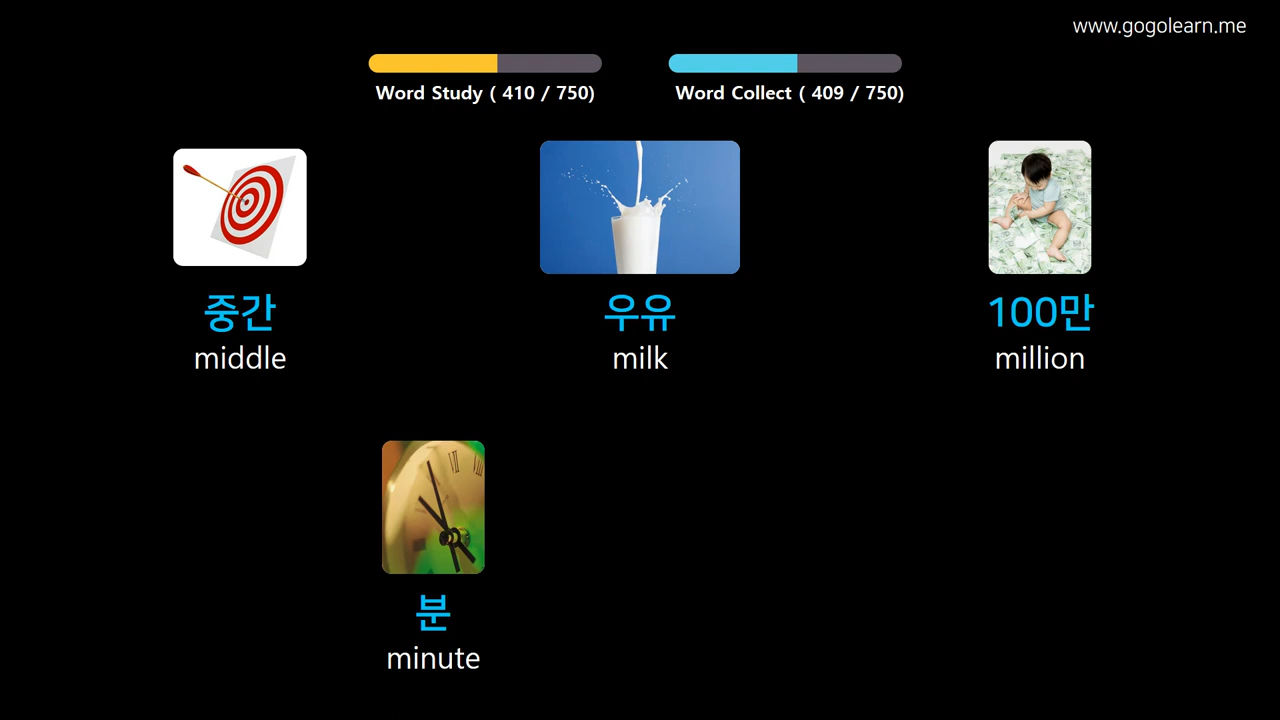 www.gogolearn.me
Word Study ( 410 / 750)
Word Collect ( 409 / 750)
중간
middle
우유
milk
100만
million
분
minute